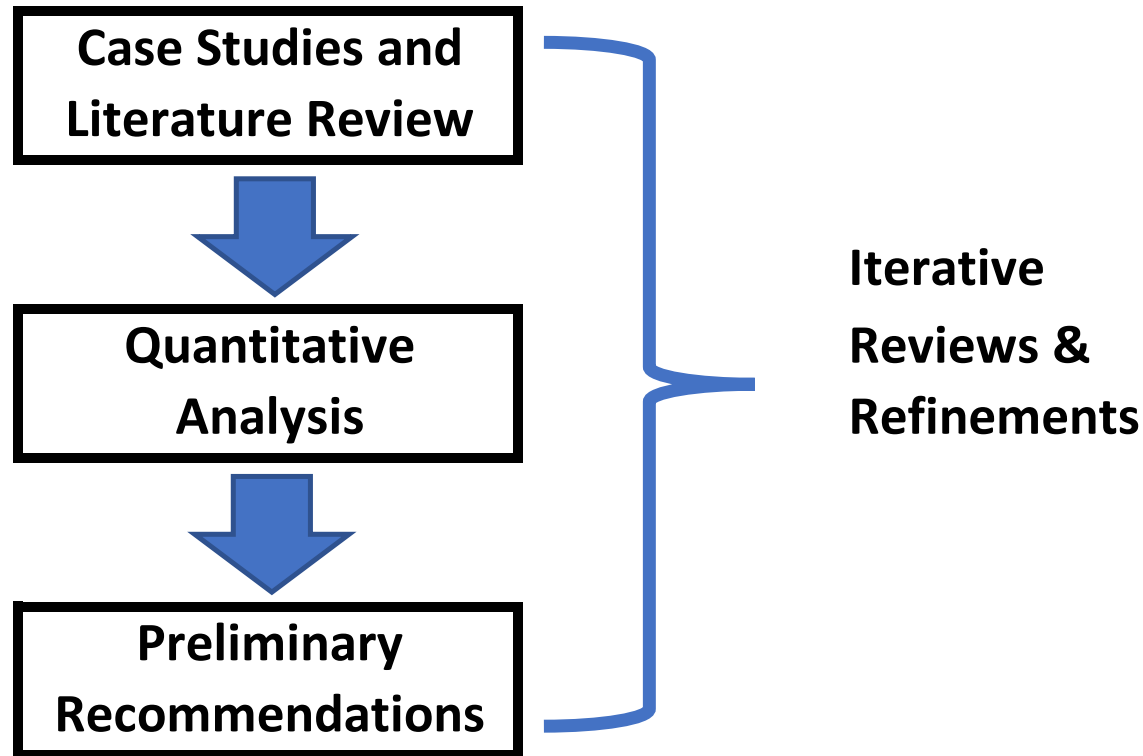 Case Studies and
Literature Review
Quantitative
Analysis
Preliminary
Recommendations
Iterative
Reviews &
Refinements